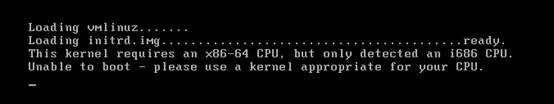 Loading vmlinuz.......
Loading initrd.img...........................................ready.
This kernel requires an x86-64 CPU, but only detected an i686 CPU.
Unable to boot - please use a kernel appropriate for your CPU.
_